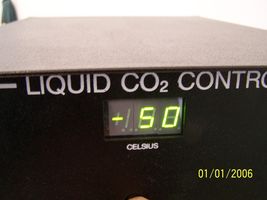 LIQUID CO₂ CONTRO
-50
CELSIUS
01/01/2006